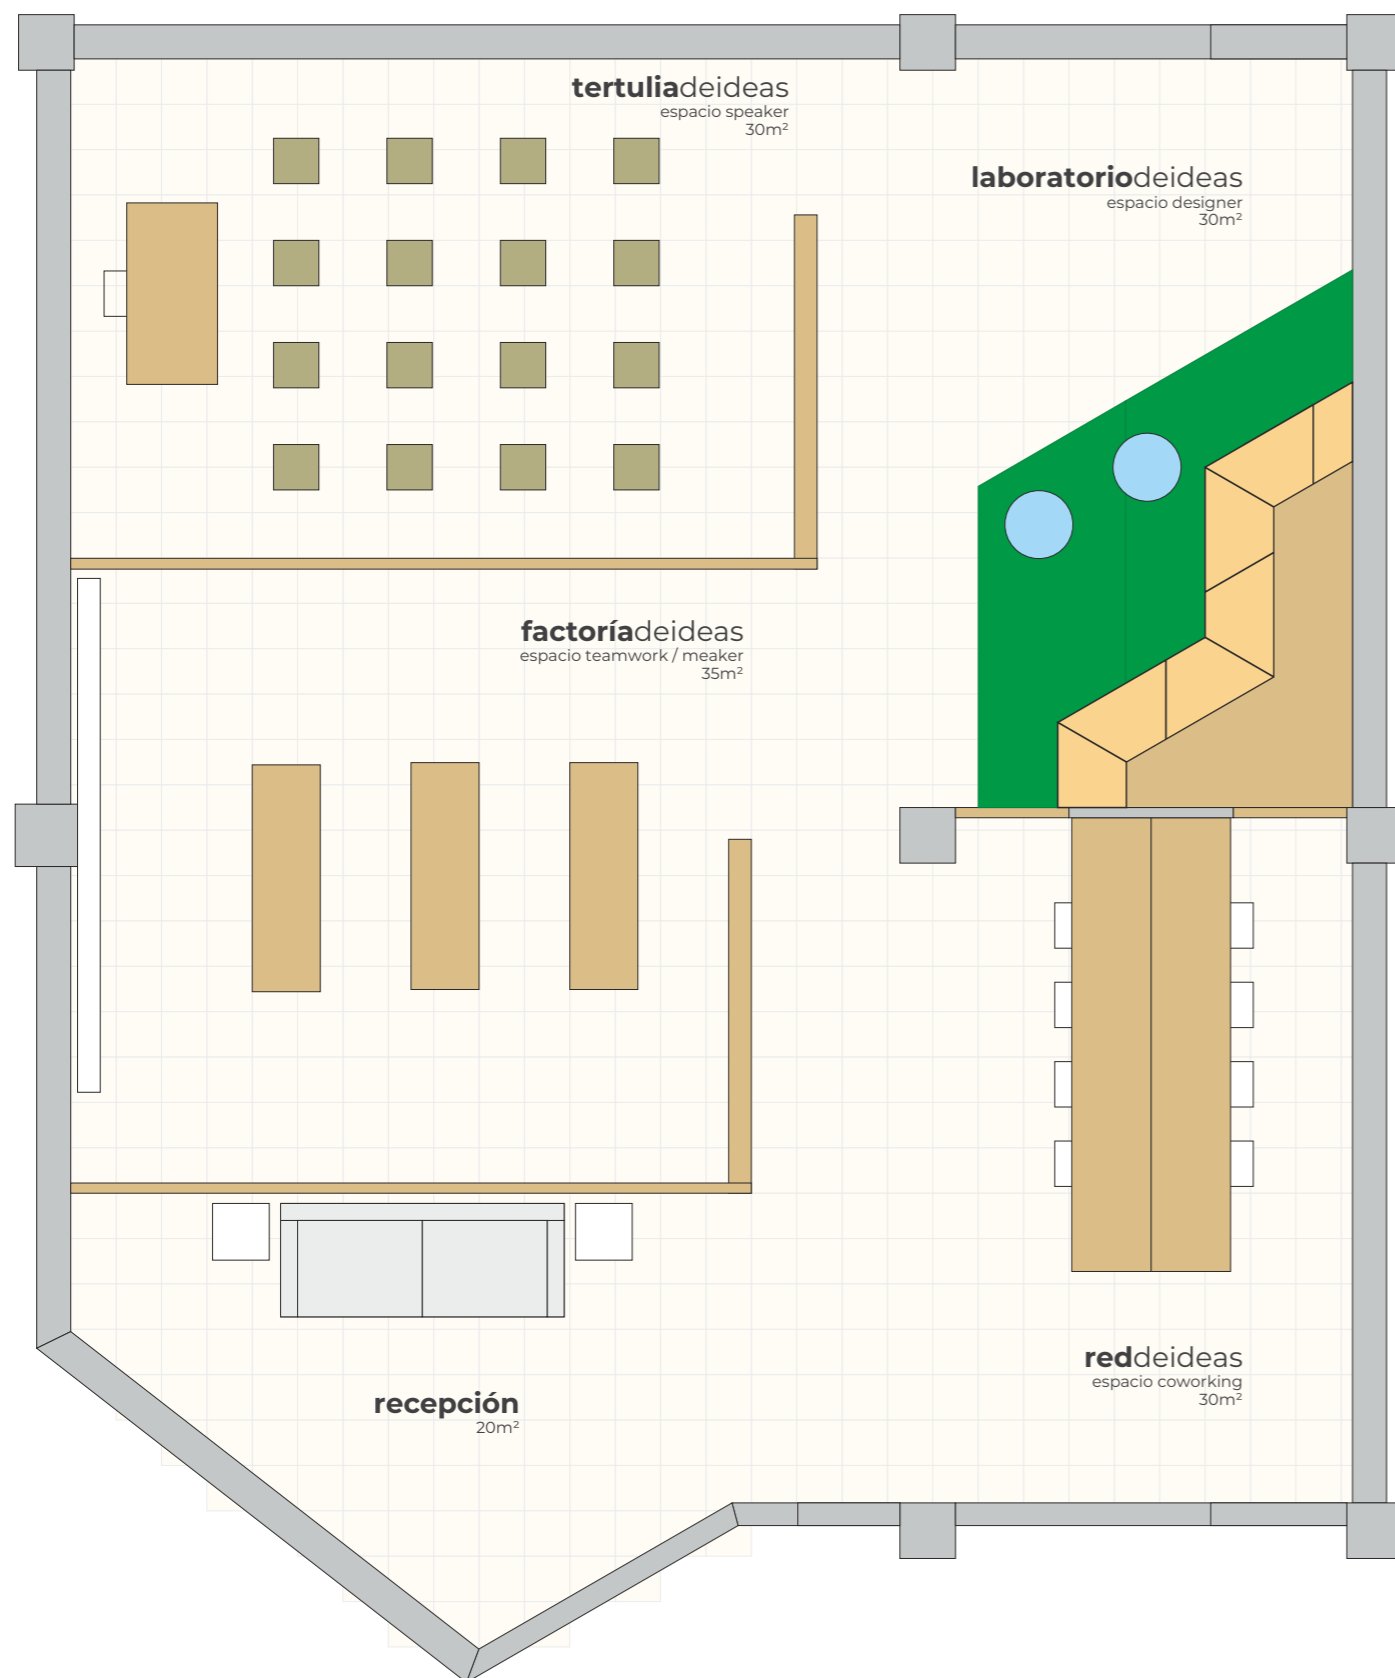 tertuliadeideas
espacio speaker
30m²
laboratoriodeideas
espacio designer
30m²
factoríadeideas
espacio teamwork / meaker
35m²
reddeideas
espacio coworking
30m²
recepción
20m²